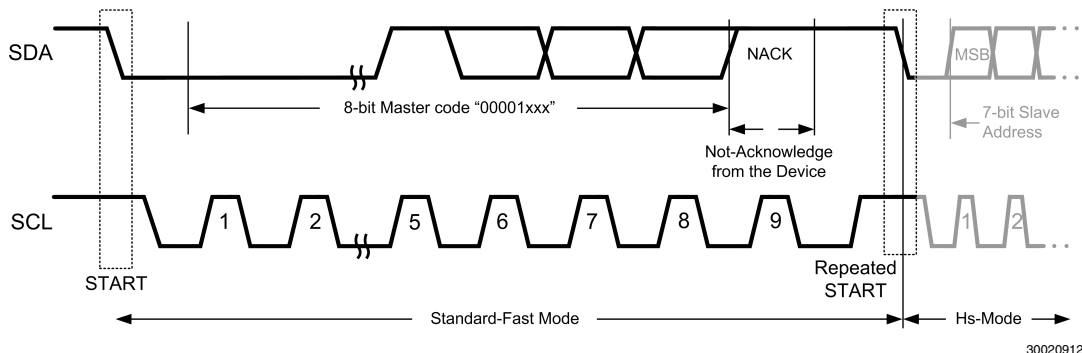 SDA
NACK
MSB
8-bit Master code “00001xxx”
7-bit Slave
Address
Not-Acknowledge
from the Device
SCL
1
2
5
6
7
8
9
1
2
START
Repeated
START
Standard-Fast Mode
Hs-Mode
30020912